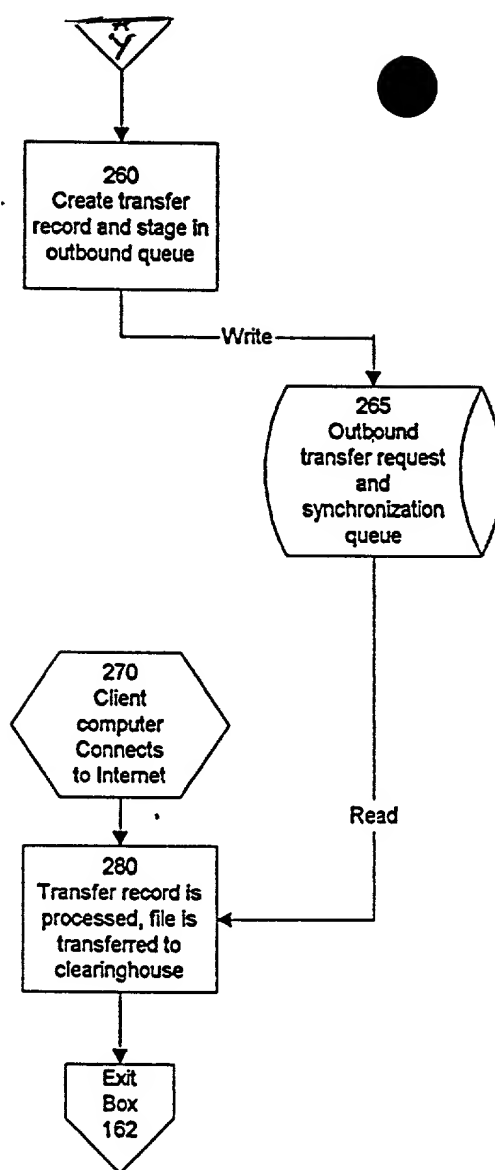 Y
260
Create transfer
record and stage in
outbound queue
Write
265
Outbound
transfer request
and
synchronization
queue
270
Client
computer
Connects
to Internet
Read
280
Transfer record is
processed, file is
transferred to
clearinghouse
Exit
Box
162